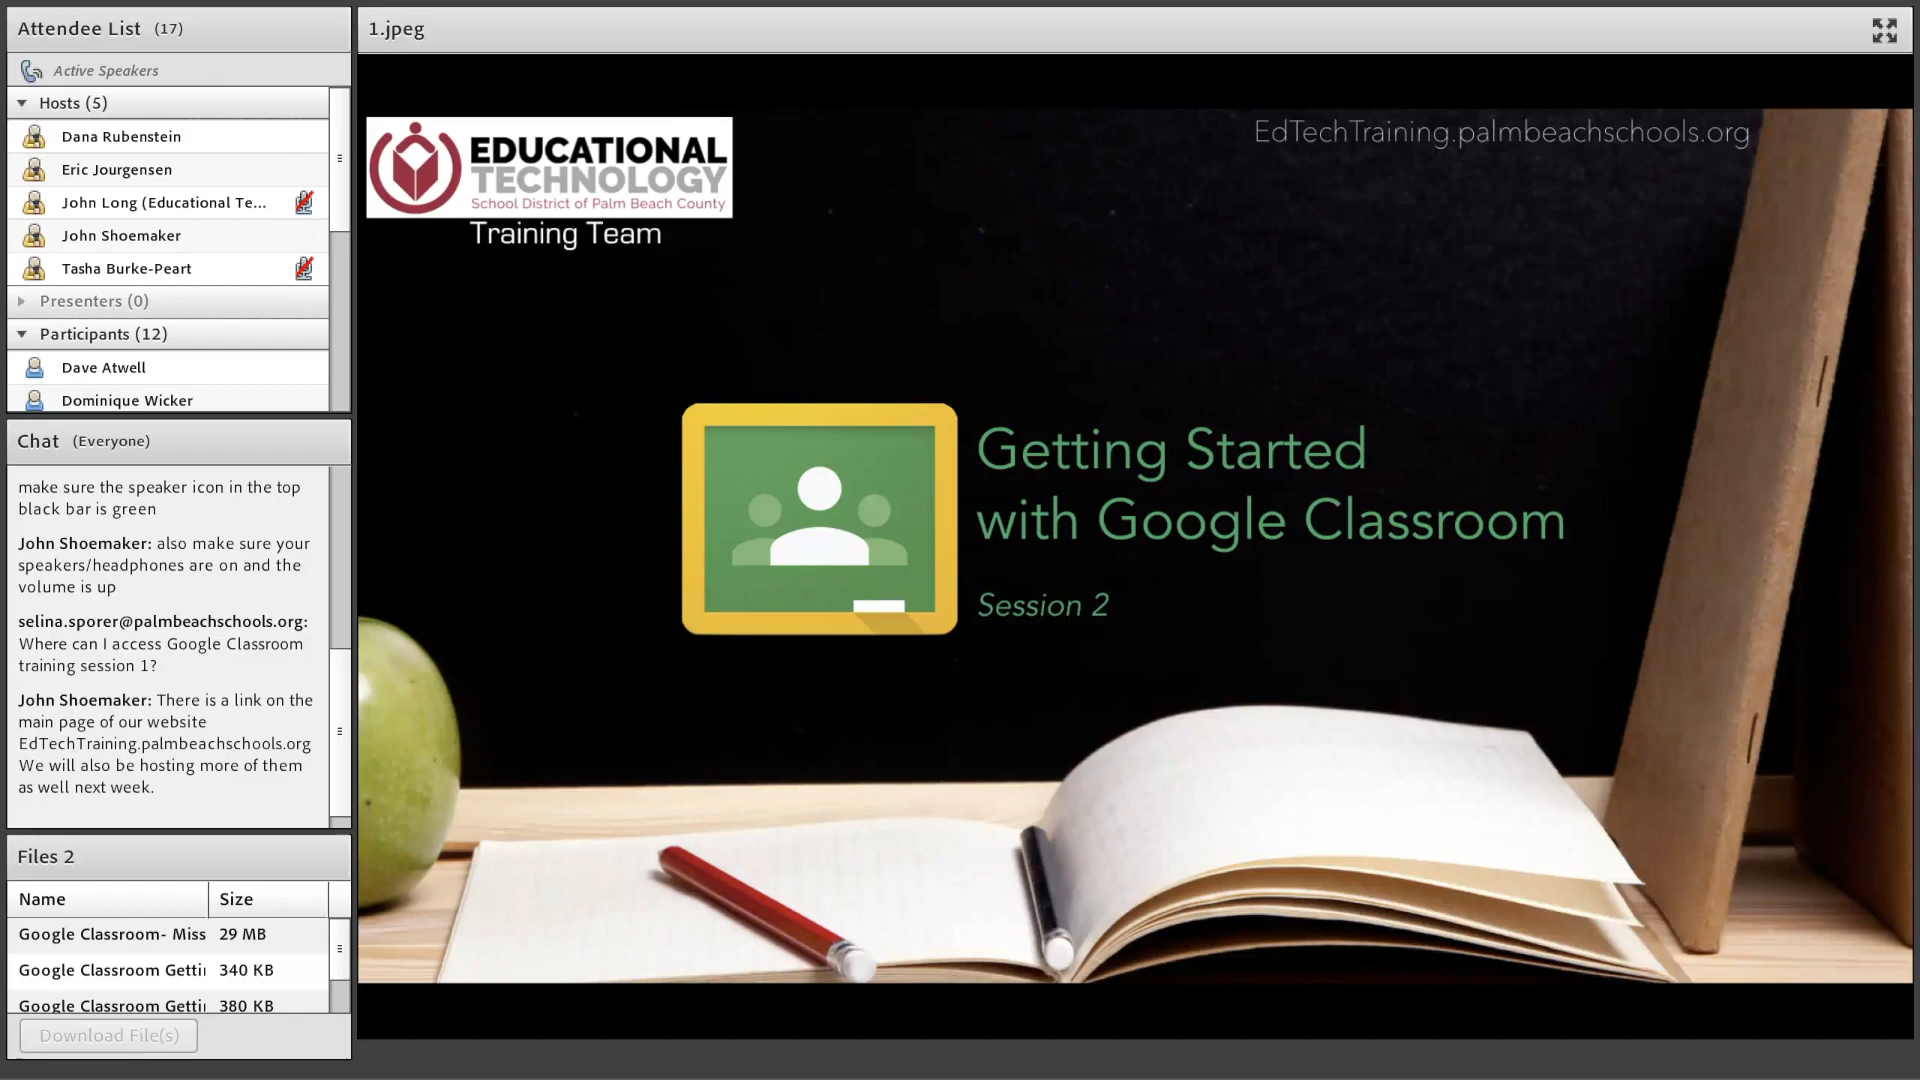 Attendee List (17)
Active Speakers
Hosts (5)
Dana Rubenstein
Eric Jourgensen
John Long (Educational Te...
John Shoemaker
Tasha Burke-Peart
Presenters (0)
Participants (12)
Dave Atwell
Dominique Wicker
Chat (Everyone)
make sure the speaker icon in the top
black bar is green
John Shoemaker: also make sure your
speakers/headphones are on and the
volume is up
selina.sporer@palmbeachschools.org:
Where can I access Google Classroom
training session 1?
John Shoemaker: There is a link on the
main page of our website
EdTechTraining.palmbeachschools.org
We will also be hosting more of them
as well next week.
Files 2
Name Size
Google Classroom- Miss 29 MB
Google Classroom Getti 340 KB
Google Classroom Getti 380 KB
Download File(s)
1.jpeg
EDUCATIONAL
TECHNOLOGY
School District of Palm Beach County
Training Team
EdTechTraining.palmbeachschools.org
Getting Started
with Google Classroom
Session 2